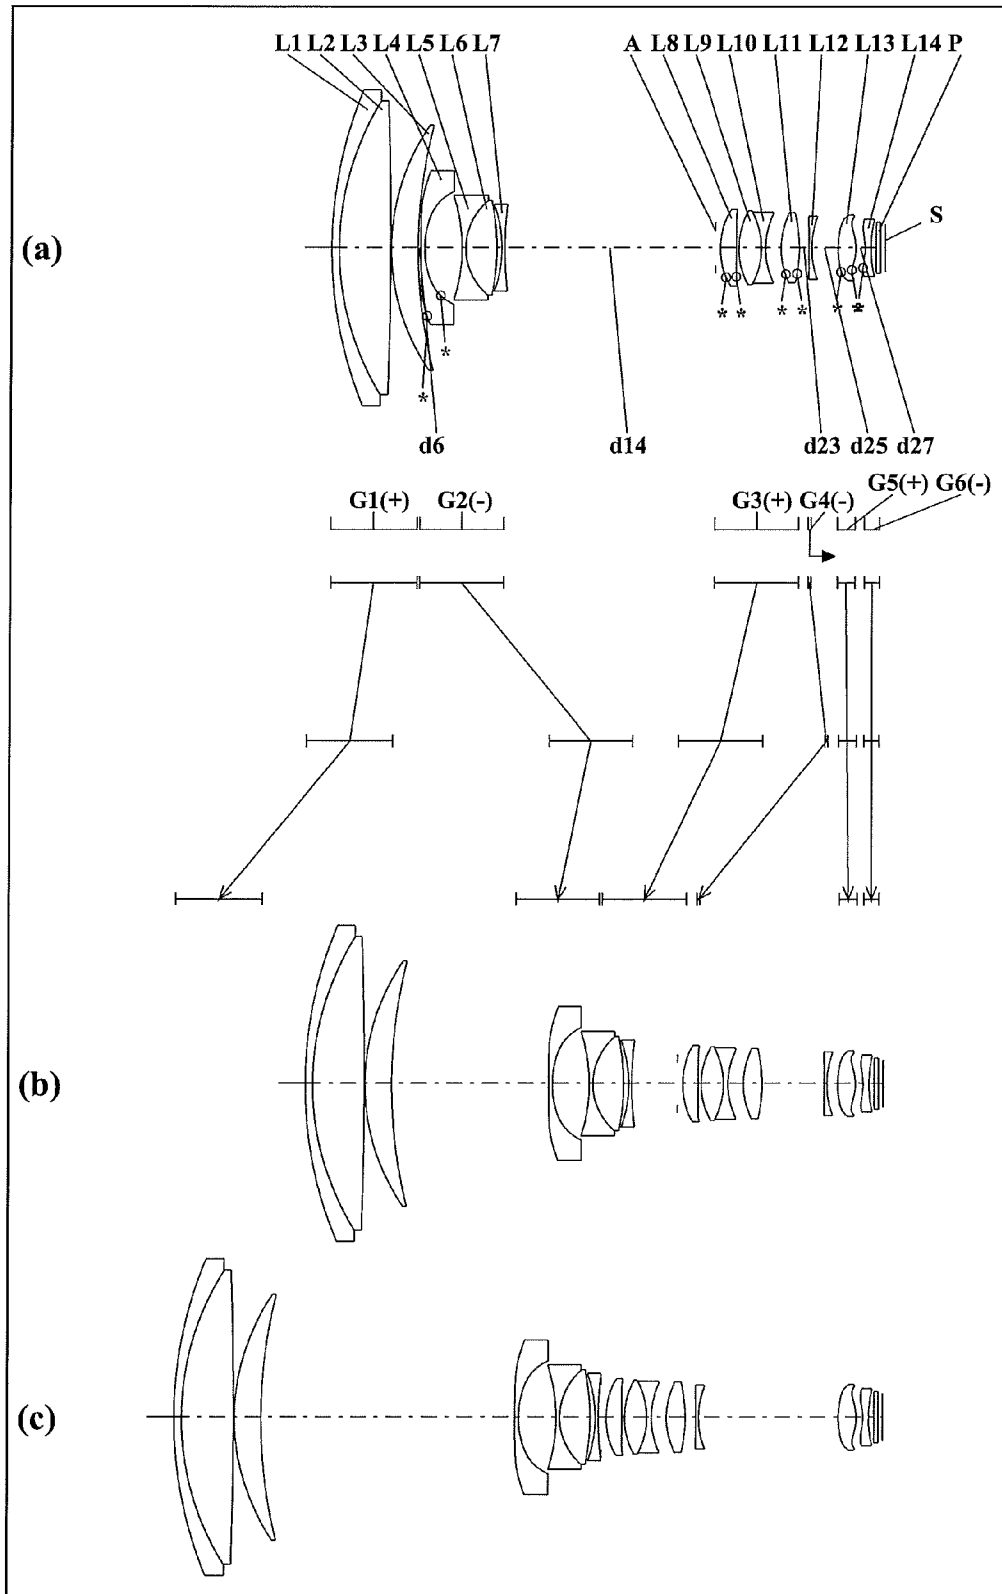 L1 L2 L3 L4 L5 L6 L7 A L8 L9 L10 L11 L12 L13 L14 P
S
(a)
* * * * * *
*
*
d6 d14 d23 d25 d27
G5(+) G6(-)
G1(+) G2(-) G3(+) G4(-)
(b)
(c)